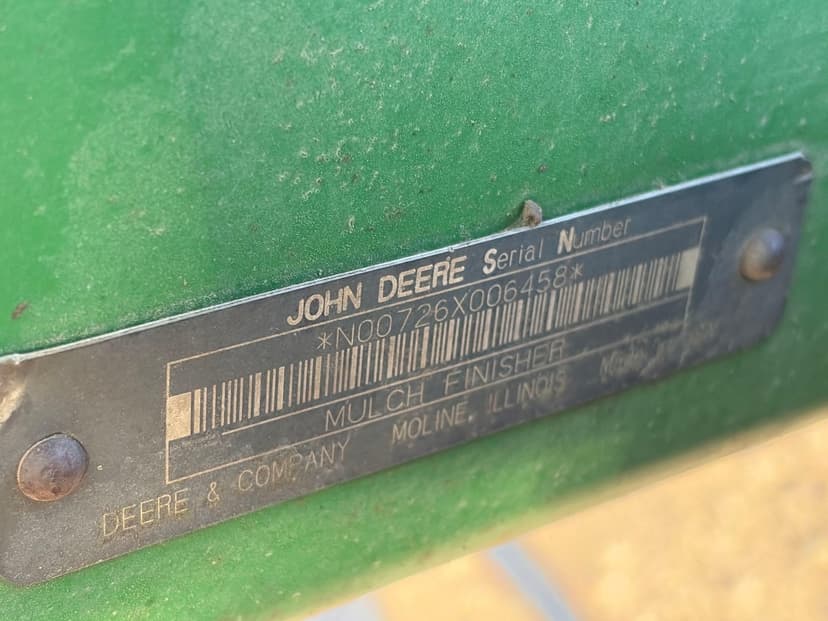 JOHN DEERE Serial Number
*N00726X006458*
MULCH FINISHER
DEERE & COMPANY MOLINE, ILLINOIS